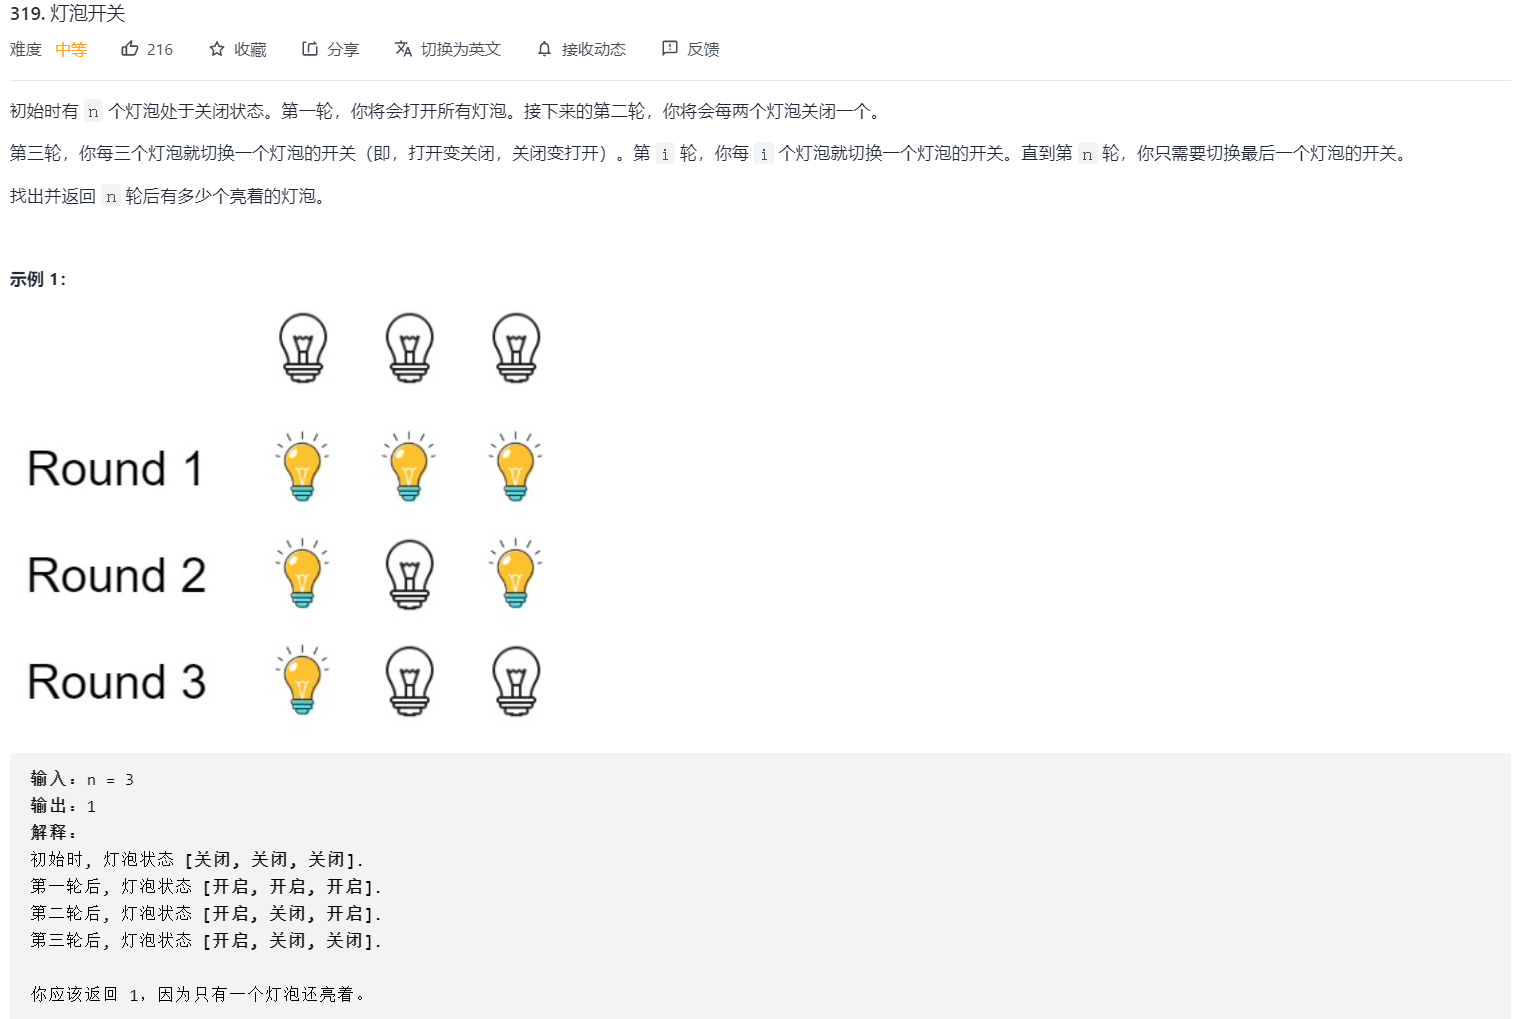 319. 灯泡开关
难度 中等 216 收藏 分享 切换为英文 接收动态 反馈
初始时有 n 个灯泡处于关闭状态。第一轮，你将会打开所有灯泡。接下来的第二轮，你将会每两个灯泡关闭一个。
第三轮，你每三个灯泡就切换一个灯泡的开关（即，打开变关闭，关闭变打开）。第 i 轮，你每 i 个灯泡就切换一个灯泡的开关。直到第 n 轮，你只需要切换最后一个灯泡的开关。
找出并返回 n 轮后有多少个亮着的灯泡。
示例 1：
Round 1
Round 2
Round 3
输入：n = 3
输出：1
解释：
初始时, 灯泡状态 [关闭, 关闭, 关闭].
第一轮后, 灯泡状态 [开启, 开启, 开启].
第二轮后, 灯泡状态 [开启, 关闭, 开启].
第三轮后, 灯泡状态 [开启, 关闭, 关闭].
你应该返回 1，因为只有一个灯泡还亮着。